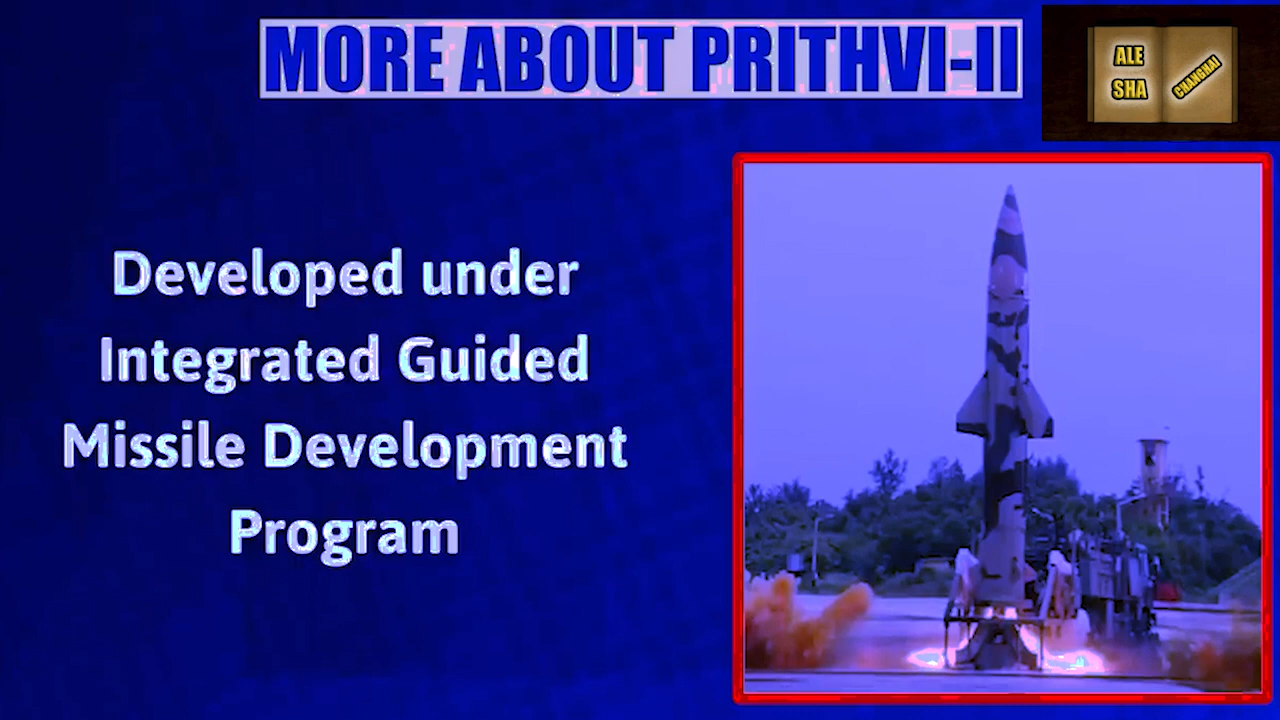 MORE ABOUT PRITHVI-II
ALE
SHA
CHANGHAI
Developed under
Integrated Guided
Missile Development
Program